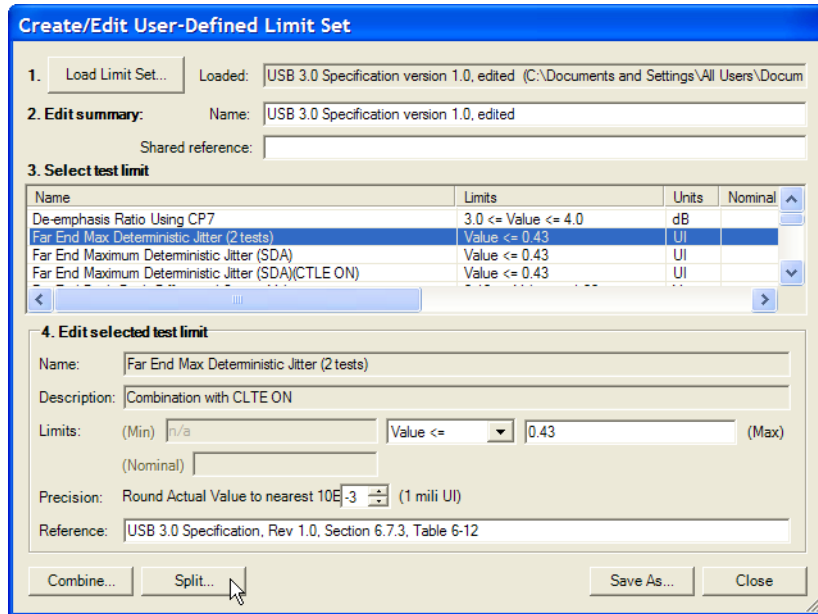 Create/Edit User-Defined Limit Set
1. Load Limit Set... Loaded: USB 3.0 Specification version 1.0, edited (C:\Documents and Settings\All Users\Docum
2. Edit summary: Name: USB 3.0 Specification version 1.0, edited
Shared reference:
3. Select test limit
Name Limits Units Nominal
De-emphasis Ratio Using CP7 3.0 <= Value <= 4.0 dB
Far End Max Deterministic Jitter (2 tests) Value <= 0.43 UI
Far End Maximum Deterministic Jitter (SDA) Value <= 0.43 UI
Far End Maximum Deterministic Jitter (SDA)(CTLE ON) Value <= 0.43 UI
4. Edit selected test limit
Name: Far End Max Deterministic Jitter (2 tests)
Description: Combination with CLTE ON
Limits: (Min) n/a Value <= 0.43 (Max)
(Nominal)
Precision: Round Actual Value to nearest 10E -3 (1 mili UI)
Reference: USB 3.0 Specification, Rev 1.0, Section 6.7.3, Table 6-12
Combine... Split... Save As... Close